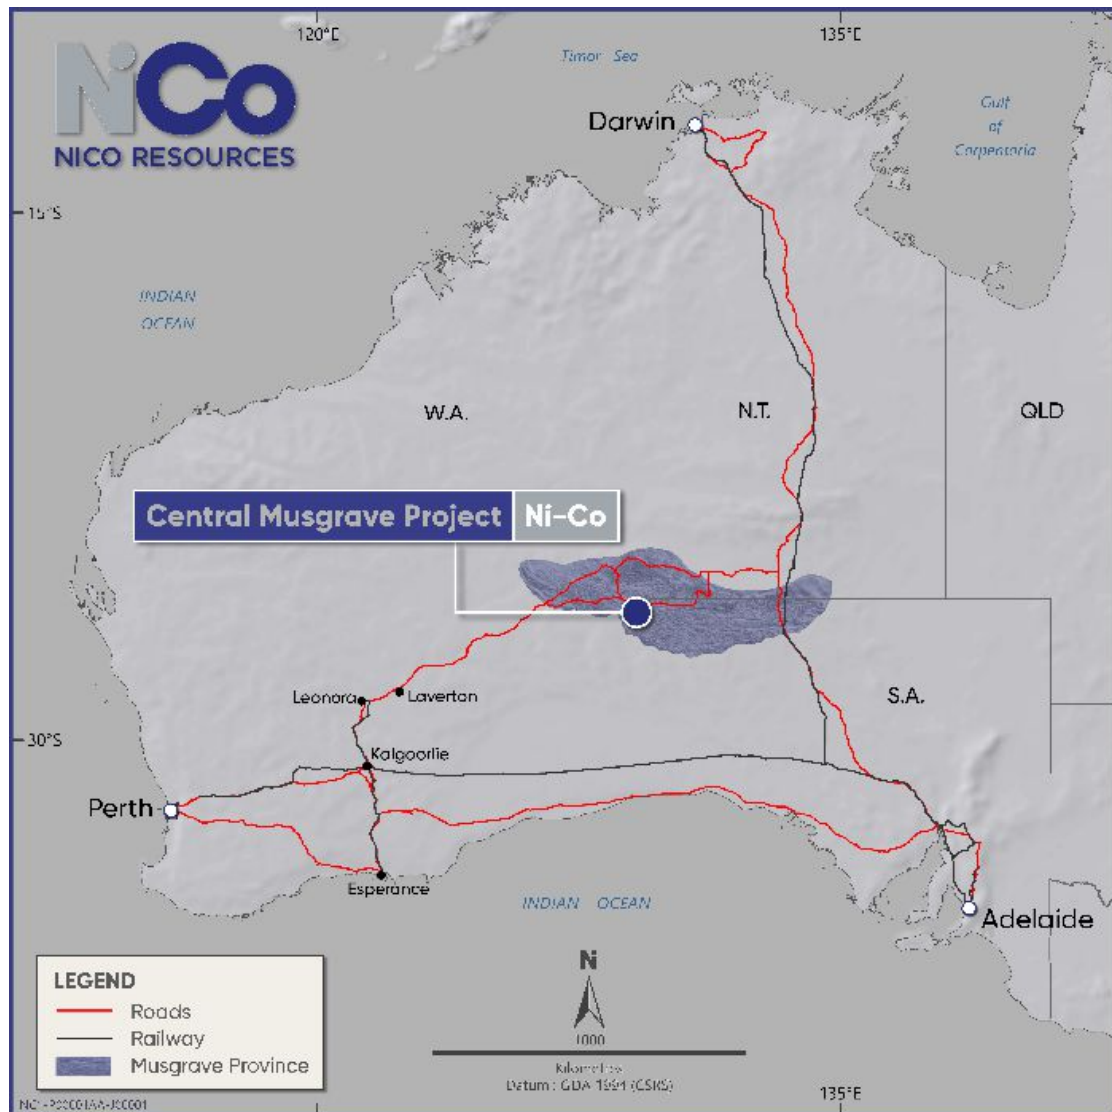 120°E
135°E
NiCo
NICO RESOURCES
Timor Sea
Darwin
Gulf
of
Carpentaria
15°S
INDIAN
OCEAN
W.A.
N.T.
QLD
Central Musgrave Project Ni-Co
Leonora
Laverton
S.A.
30°S
Kalgoorlie
Perth
Esperance
INDIAN OCEAN
Adelaide
LEGEND
Roads
Railway
Musgrave Province
N
1000
Kilometres
Datum : GDA 1994 (CSRS)
135°E